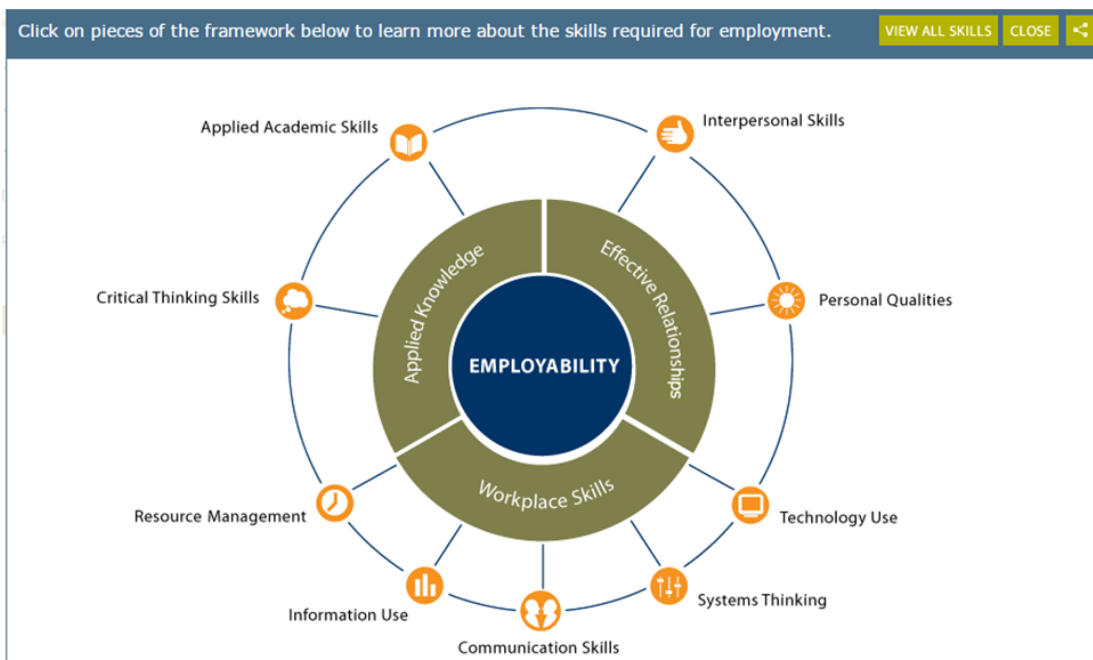 Click on pieces of the framework below to learn more about the skills required for employment.
VIEW ALL SKILLS
CLOSE
Applied Academic Skills
Interpersonal Skills
Critical Thinking Skills
Personal Qualities
Applied Knowledge
Effective Relationships
EMPLOYABILITY
Workplace Skills
Resource Management
Technology Use
Information Use
Systems Thinking
Communication Skills